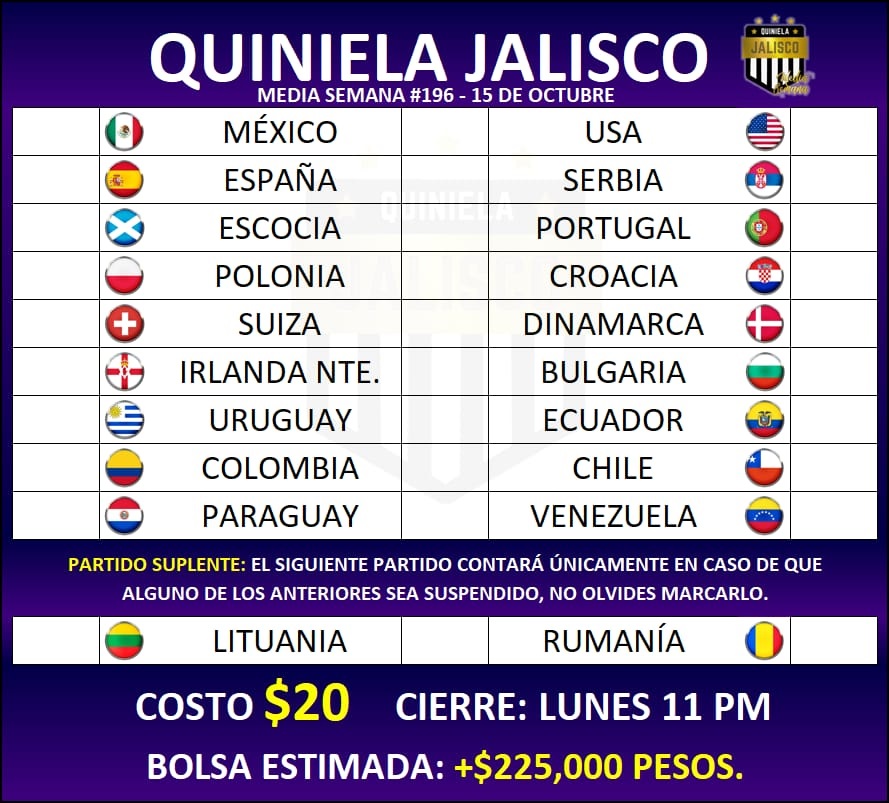 QUINIELA JALISCO
QUINIELA
JALISCO
Media
Semana
MEDIA SEMANA #196 - 15 DE OCTUBRE
MÉXICO USA
ESPAÑA SERBIA
QUINIELA
ESCOCIA PORTUGAL
JALISCO
POLONIA CROACIA
SUIZA DINAMARCA
IRLANDA NTE. BULGARIA
URUGUAY ECUADOR
COLOMBIA CHILE
PARAGUAY VENEZUELA
PARTIDO SUPLENTE: EL SIGUIENTE PARTIDO CONTARÁ ÚNICAMENTE EN CASO DE QUE
ALGUNO DE LOS ANTERIORES SEA SUSPENDIDO, NO OLVIDES MARCARLO.
LITUANIA RUMANÍA
COSTO $20 CIERRE: LUNES 11 PM
BOLSA ESTIMADA: +$225,000 PESOS.